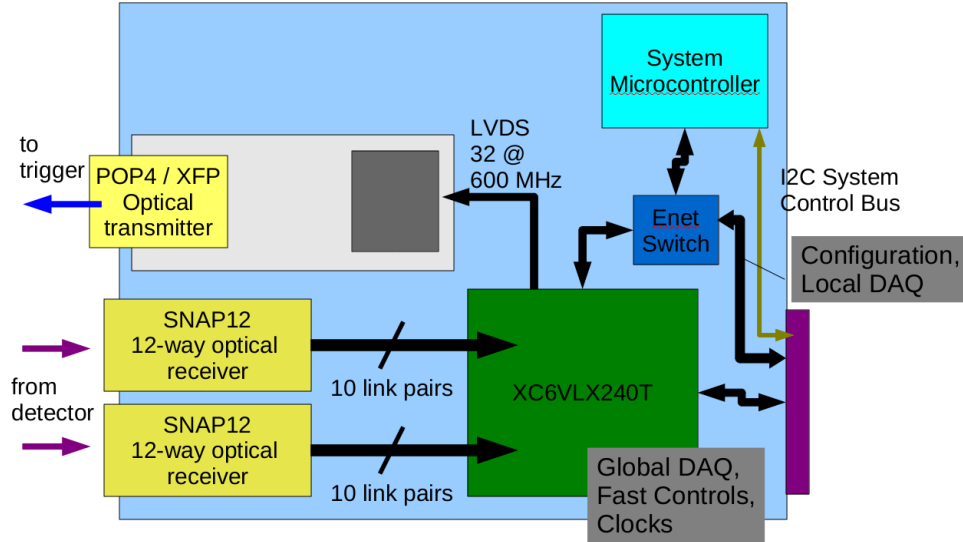 System
Microcontroller
to
trigger
LVDS
32 @
600 MHz
POP4 / XFP
Optical
transmitter
I2C System
Control Bus
Enet
Switch
Configuration,
Local DAQ
SNAP12
12-way optical
receiver
10 link pairs
from
detector
XC6VLX240T
SNAP12
12-way optical
receiver
10 link pairs
Global DAQ,
Fast Controls,
Clocks